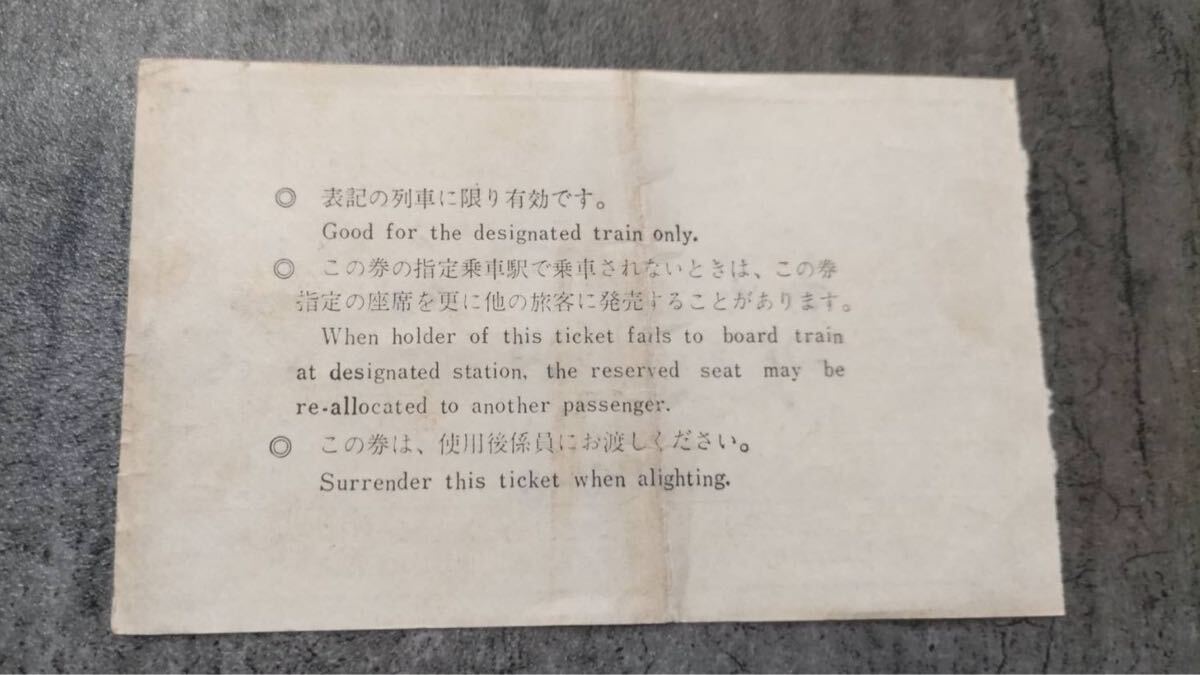 ◎ 表記の列車に限り有効です。
Good for the designated train only.
◎ この券の指定乗車駅で乗車されないときは、この券
指定の座席を更に他の旅客に発売することがあります。
When holder of this ticket fails to board train
at designated station, the reserved seat may be
re-allocated to another passenger.
◎ この券は、使用後係員にお渡しください。
Surrender this ticket when alighting.